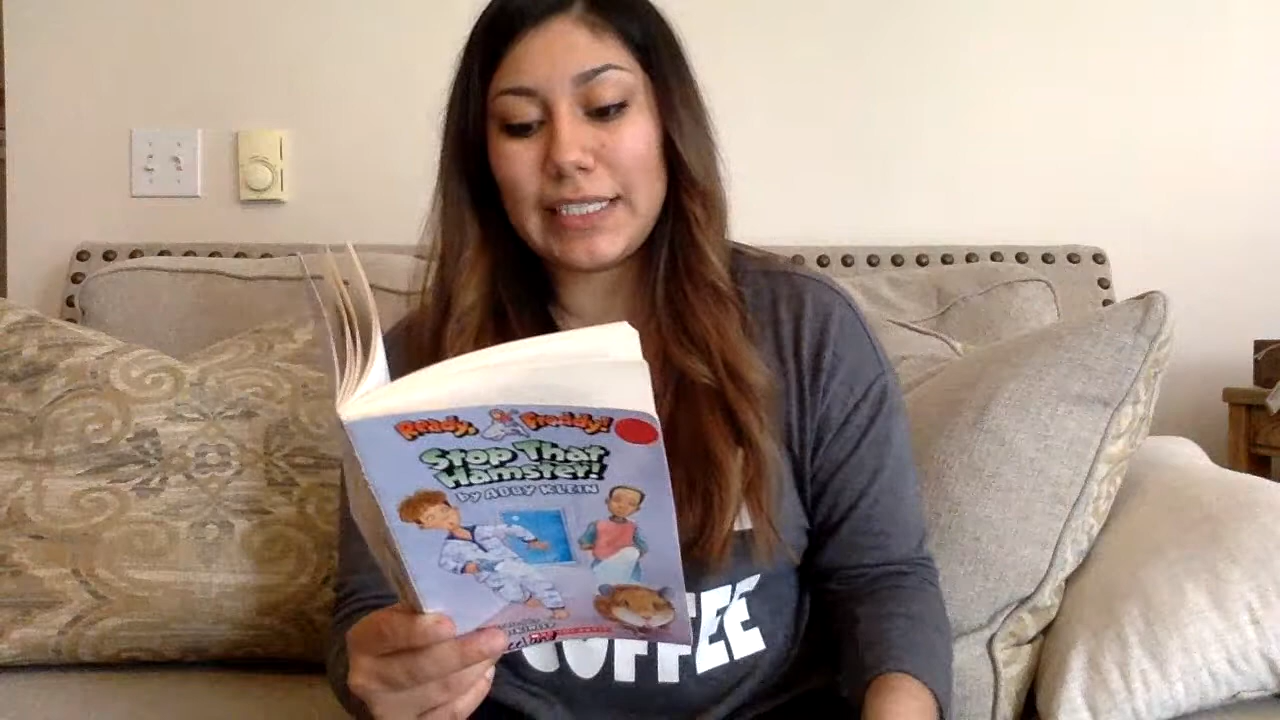 Ready, Freddy!
Stop That
Hamster!
by ABBY KLEIN
COFFEE